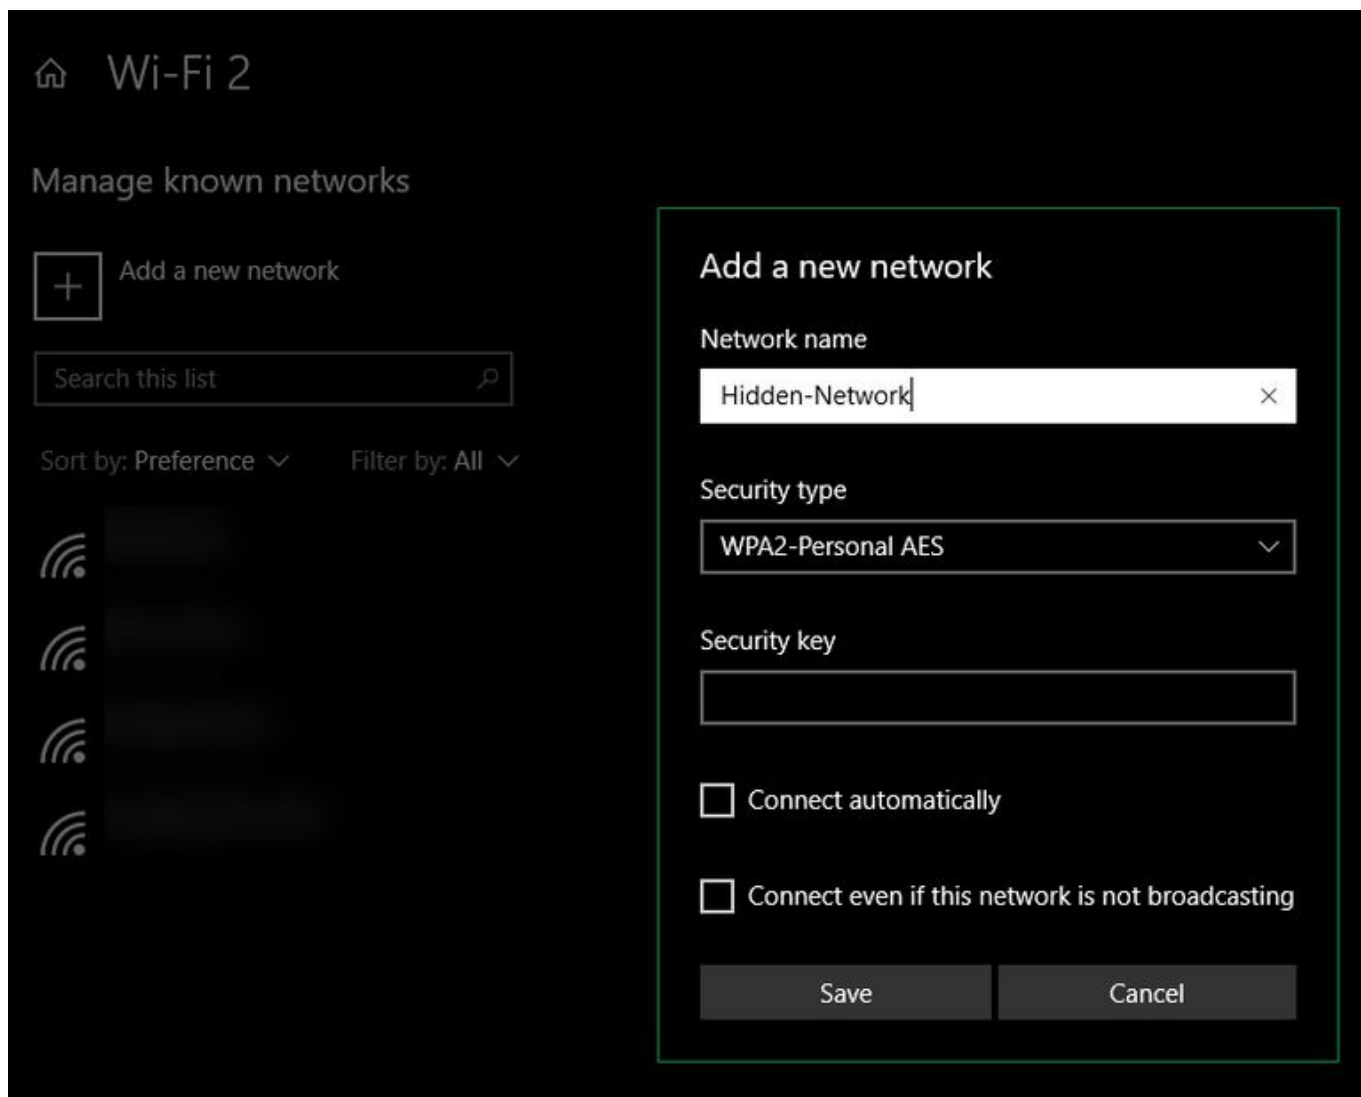 Wi-Fi 2
Manage known networks
Add a new network
Search this list
Sort by: Preference
Filter by: All
Add a new network
Network name
Hidden-Network
Security type
WPA2-Personal AES
Security key
Connect automatically
Connect even if this network is not broadcasting
Save
Cancel